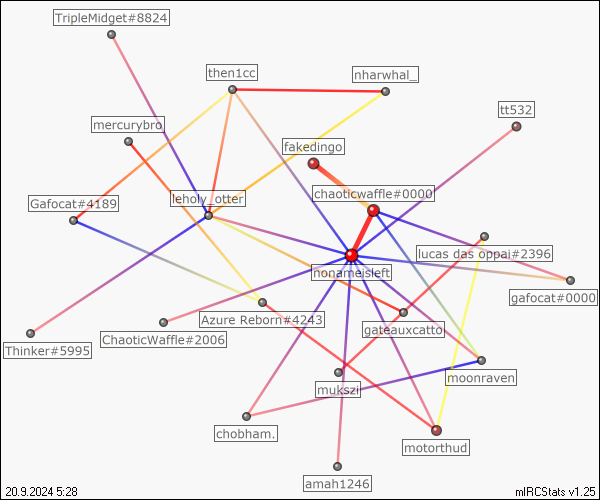 TripleMidget#8824
then1cc
nharwhal_
tt532
mercurybro
fakedingo
chaoticwaffle#0000
Gafocat#4189
leholy_otter
lucas das oppai#2396
nonameisleft
gafocat#0000
Azure Reborn#4243
gateauxcatto
Thinker#5995
ChaoticWaffle#2006
mukszi
moonraven
chobham.
motorthud
amah1246
20.9.2024 5:28
mIRCStats v1.25